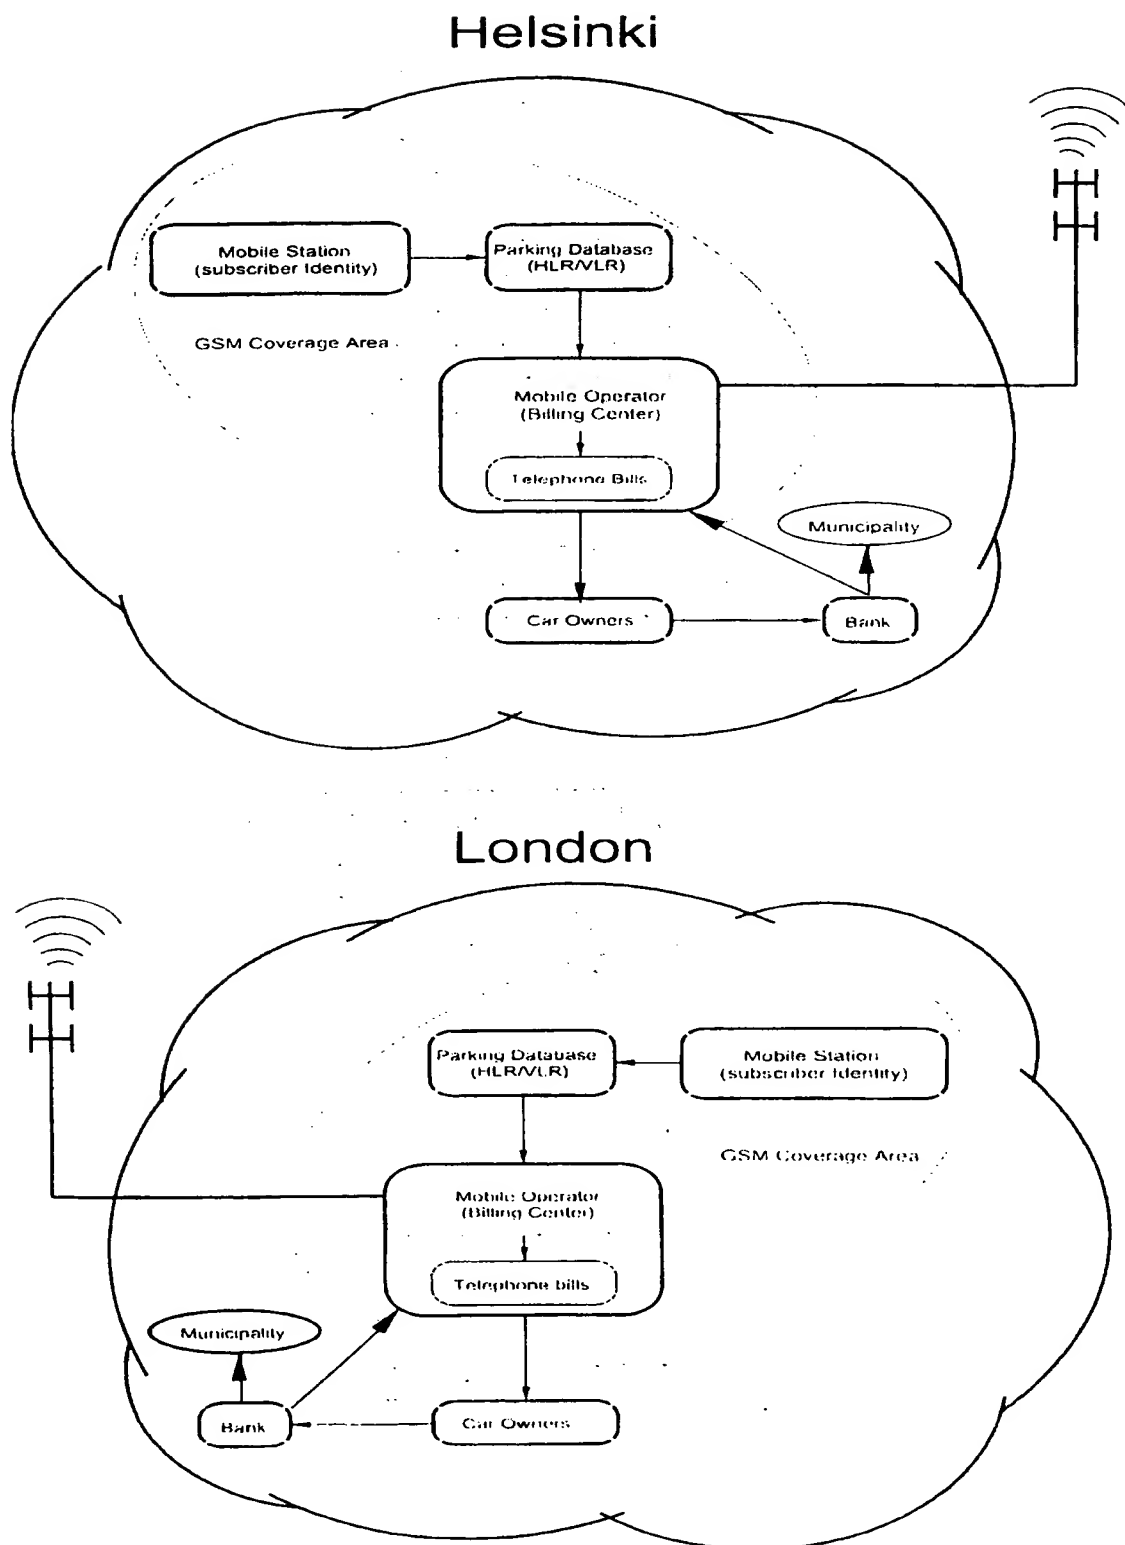 Helsinki
Mobile Station
(subscriber Identity)
Parking Database
(HLR/VLR)
GSM Coverage Area
Mobile Operator
(Billing Center)
Telephone Bills
Municipality
Car Owners
Bank
London
Parking Database
(HLR/VLR)
Mobile Station
(subscriber Identity)
GSM Coverage Area
Mobile Operator
(Billing Center)
Telephone bills
Municipality
Bank
Car Owners